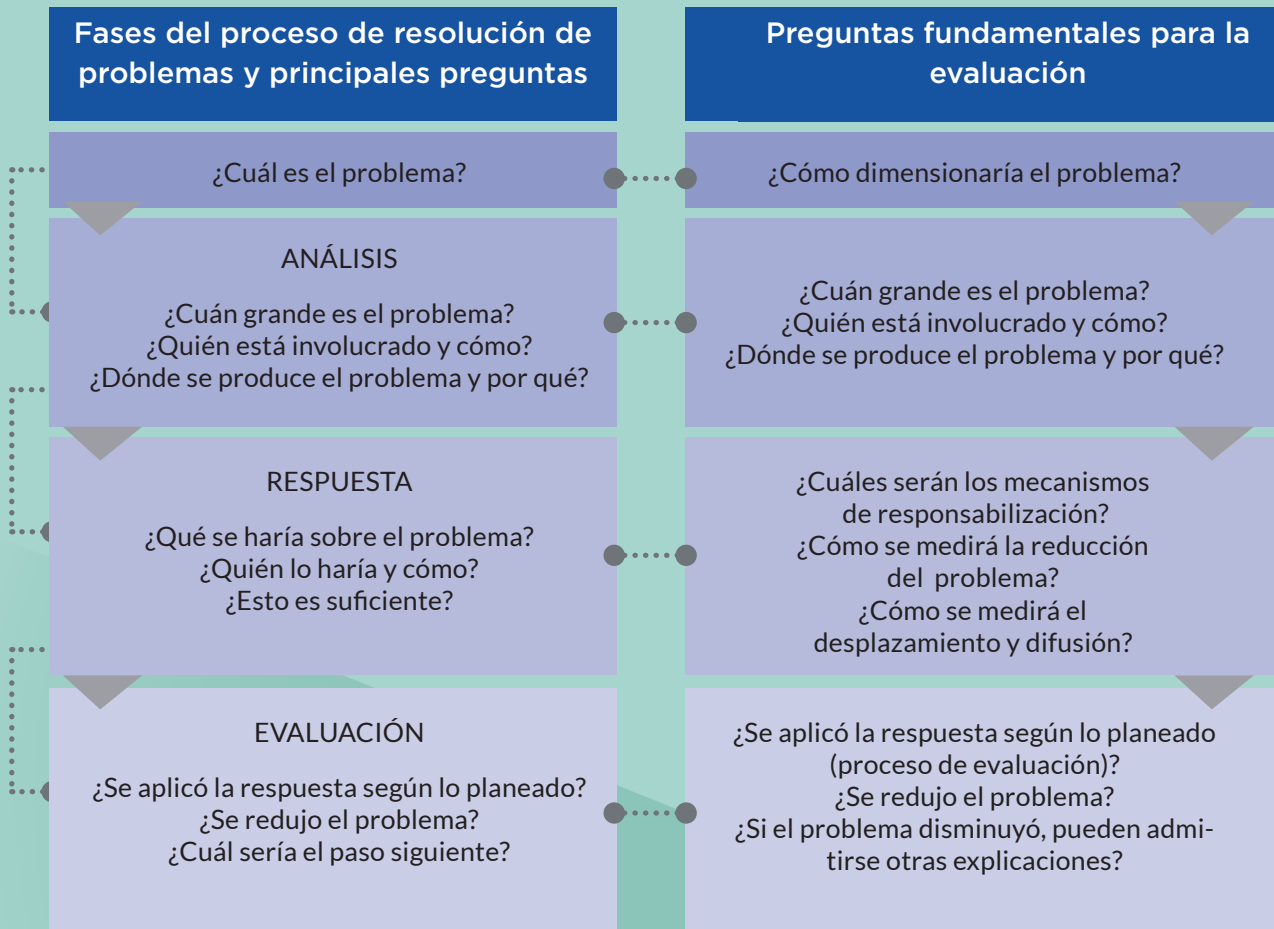 Fases del proceso de resolución de
problemas y principales preguntas
¿Cuál es el problema?
ANÁLISIS
¿Cuán grande es el problema?
¿Quién está involucrado y cómo?
¿Dónde se produce el problema y por qué?
RESPUESTA
¿Qué se haría sobre el problema?
¿Quién lo haría y cómo?
¿Esto es suficiente?
EVALUACIÓN
¿Se aplicó la respuesta según lo planeado?
¿Se redujo el problema?
¿Cuál sería el paso siguiente?
Preguntas fundamentales para la
evaluación
¿Cómo dimensionaría el problema?
¿Cuán grande es el problema?
¿Quién está involucrado y cómo?
¿Dónde se produce el problema y por qué?
¿Cuáles serán los mecanismos
de responsabilización?
¿Cómo se medirá la reducción
del problema?
¿Cómo se medirá el
desplazamiento y difusión?
¿Se aplicó la respuesta según lo planeado
(proceso de evaluación)?
¿Se redujo el problema?
¿Si el problema disminuyó, pueden admi-
tirse otras explicaciones?